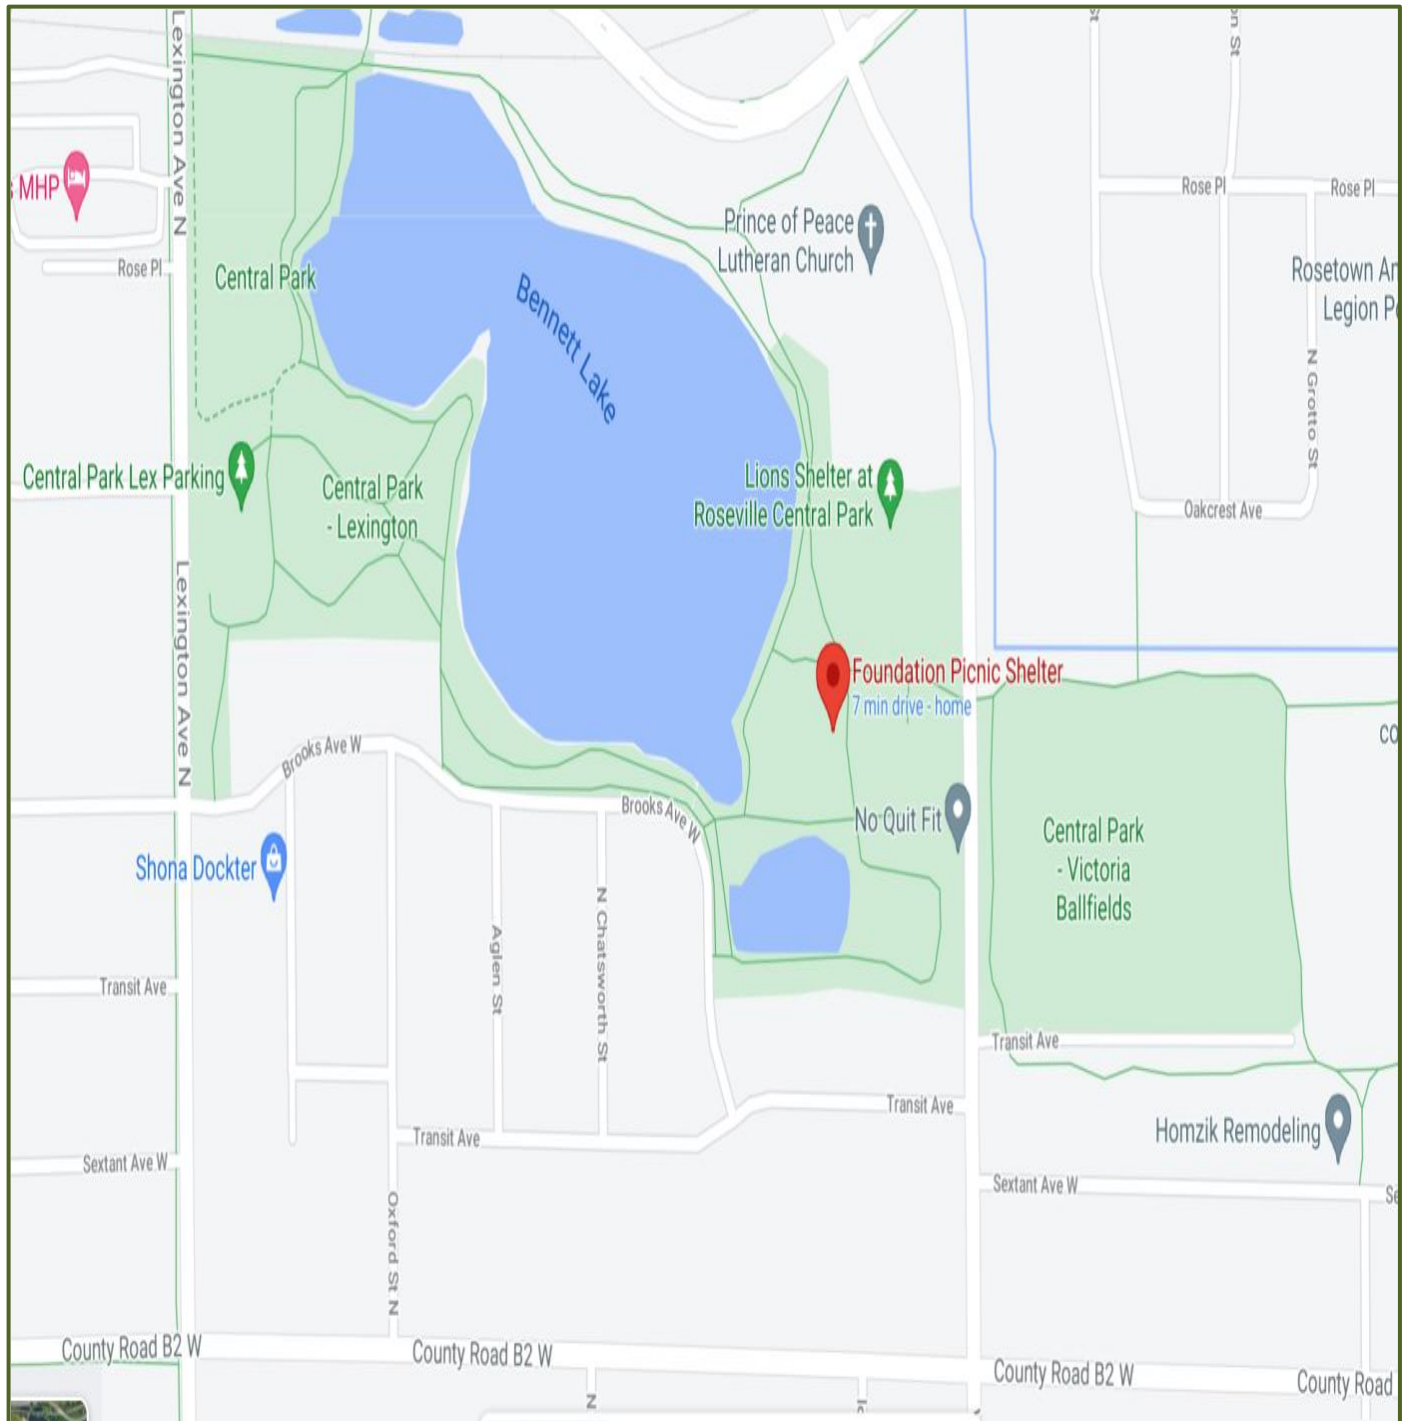 Lexington Ave N
MHP
Rose Pl
Central Park
Bennett Lake
Prince of Peace
Lutheran Church
Rose Pl
Rose Pl
Rosetown
Legion
N Grotto St
Oakcrest Ave
Central Park Lex Parking
Central Park
- Lexington
Lions Shelter at
Roseville Central Park
Lexington Ave N
Foundation Picnic Shelter
7 min drive - home
Brooks Ave W
Brooks Ave W
No Quit Fit
Central Park
- Victoria
Ballfields
Shona Dockter
Aglen St
N Chatsworth St
Transit Ave
Transit Ave
Transit Ave
Transit Ave
Homzik Remodeling
Sextant Ave W
Sextant Ave W
Oxford St N
County Road B2 W
County Road B2 W
County Road B2 W
County Road
N